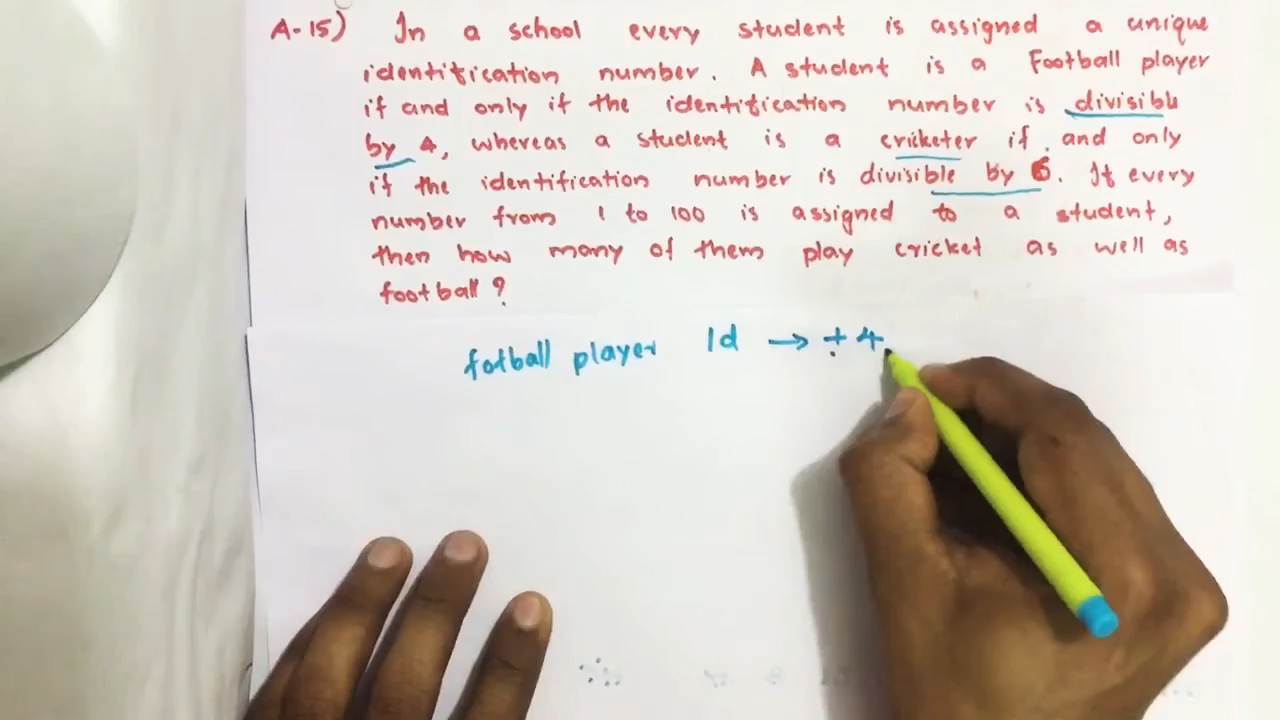 A-15) In a school every student is assigned a unique
identification number. A student is a Football player
if and only if the identification number is divisible
by 4, whereas a student is a cricketer if and only
if the identification number is divisible by 6. If every
number from 1 to 100 is assigned to a student,
then how many of them play cricket as well as
football ?
fotball player Id → ÷ 4